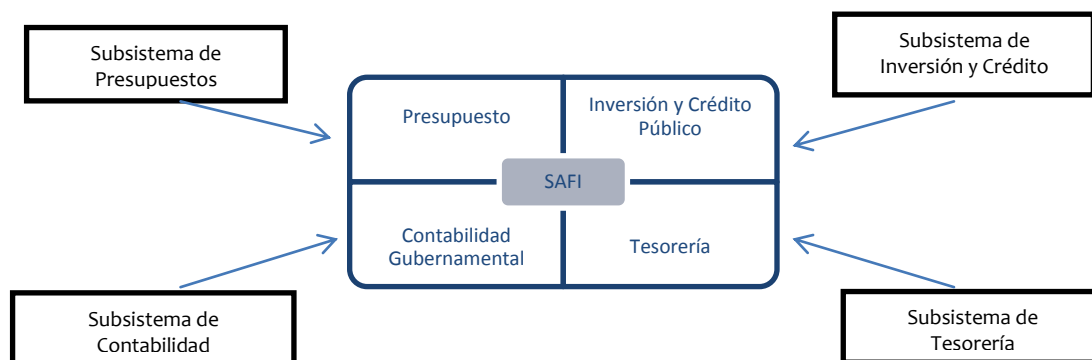 Subsistema de
Presupuestos
Subsistema de
Inversión y Crédito
Presupuesto
Inversión y Crédito
Público
SAFI
Contabilidad
Gubernamental
Tesorería
Subsistema de
Contabilidad
Subsistema de
Tesorería